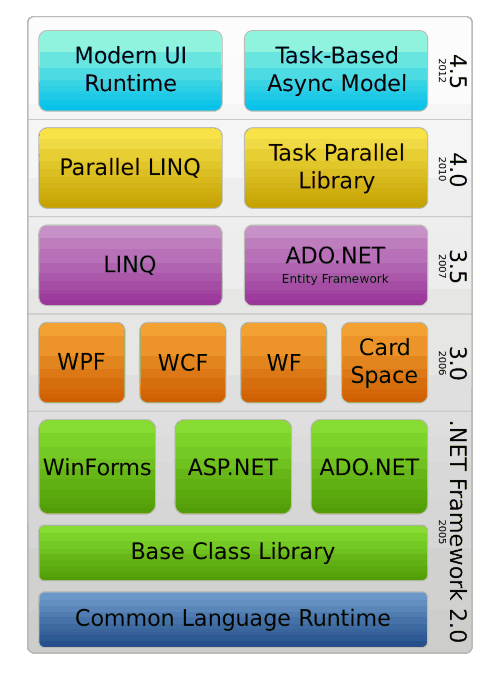 Modern UI
Runtime
Task-Based
Async Model
4.5
2012
Parallel LINQ
Task Parallel
Library
4.0
2010
LINQ
ADO.NET
Entity Framework
3.5
2007
WPF
WCF
WF
Card
Space
3.0
2006
WinForms
ASP.NET
ADO.NET
Base Class Library
Common Language Runtime
.NET Framework 2.0
2005